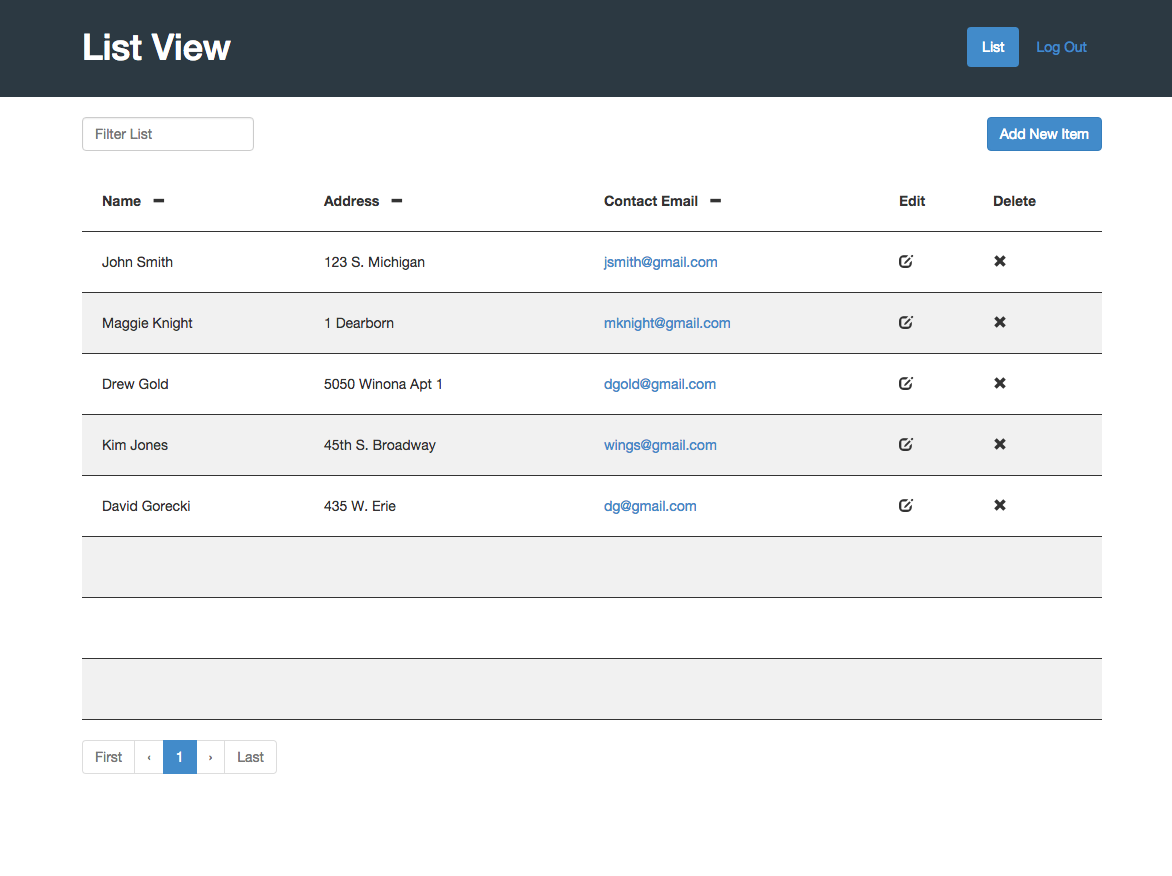 List View
List
Log Out
Filter List
Add New Item
Name Address Contact Email Edit Delete
John Smith 123 S. Michigan jsmith@gmail.com
Maggie Knight 1 Dearborn mknight@gmail.com
Drew Gold 5050 Winona Apt 1 dgold@gmail.com
Kim Jones 45th S. Broadway wings@gmail.com
David Gorecki 435 W. Erie dg@gmail.com
First ‹ 1 › Last